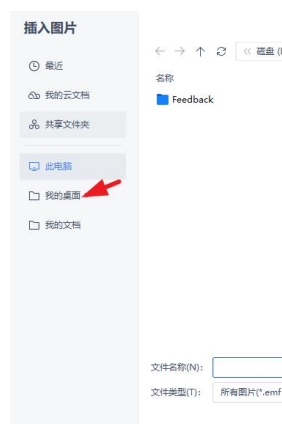 插入图片
最近
我的云文档
共享文件夹
此电脑
我的桌面
我的文档
« 磁盘 (
名称
Feedback
文件名称(N):
文件类型(T):
所有图片(*.emf